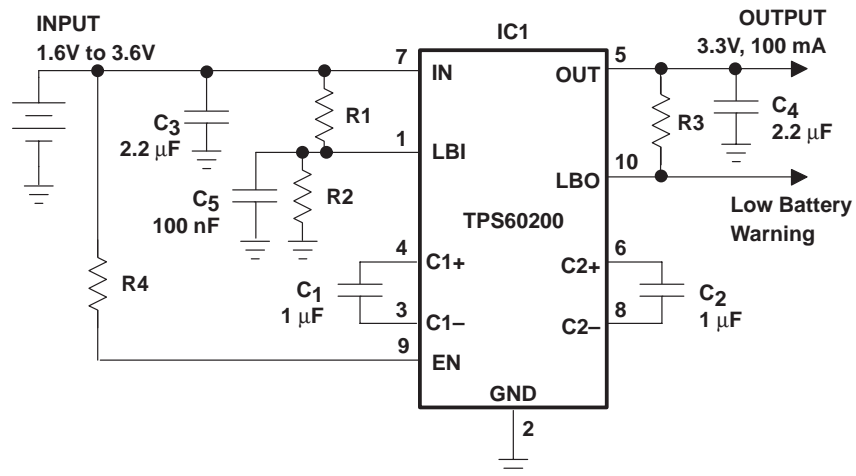 INPUT
1.6V to 3.6V
IC1
OUTPUT
3.3V, 100 mA
7
IN
OUT
5
C3
2.2 μF
R1
R3
C4
2.2 μF
1
LBI
10
LBO
C5
100 nF
R2
TPS60200
Low Battery
Warning
R4
4
C1+
C2+
6
C1
1 μF
C2
1 μF
3
C1–
C2–
8
9
EN
GND
2